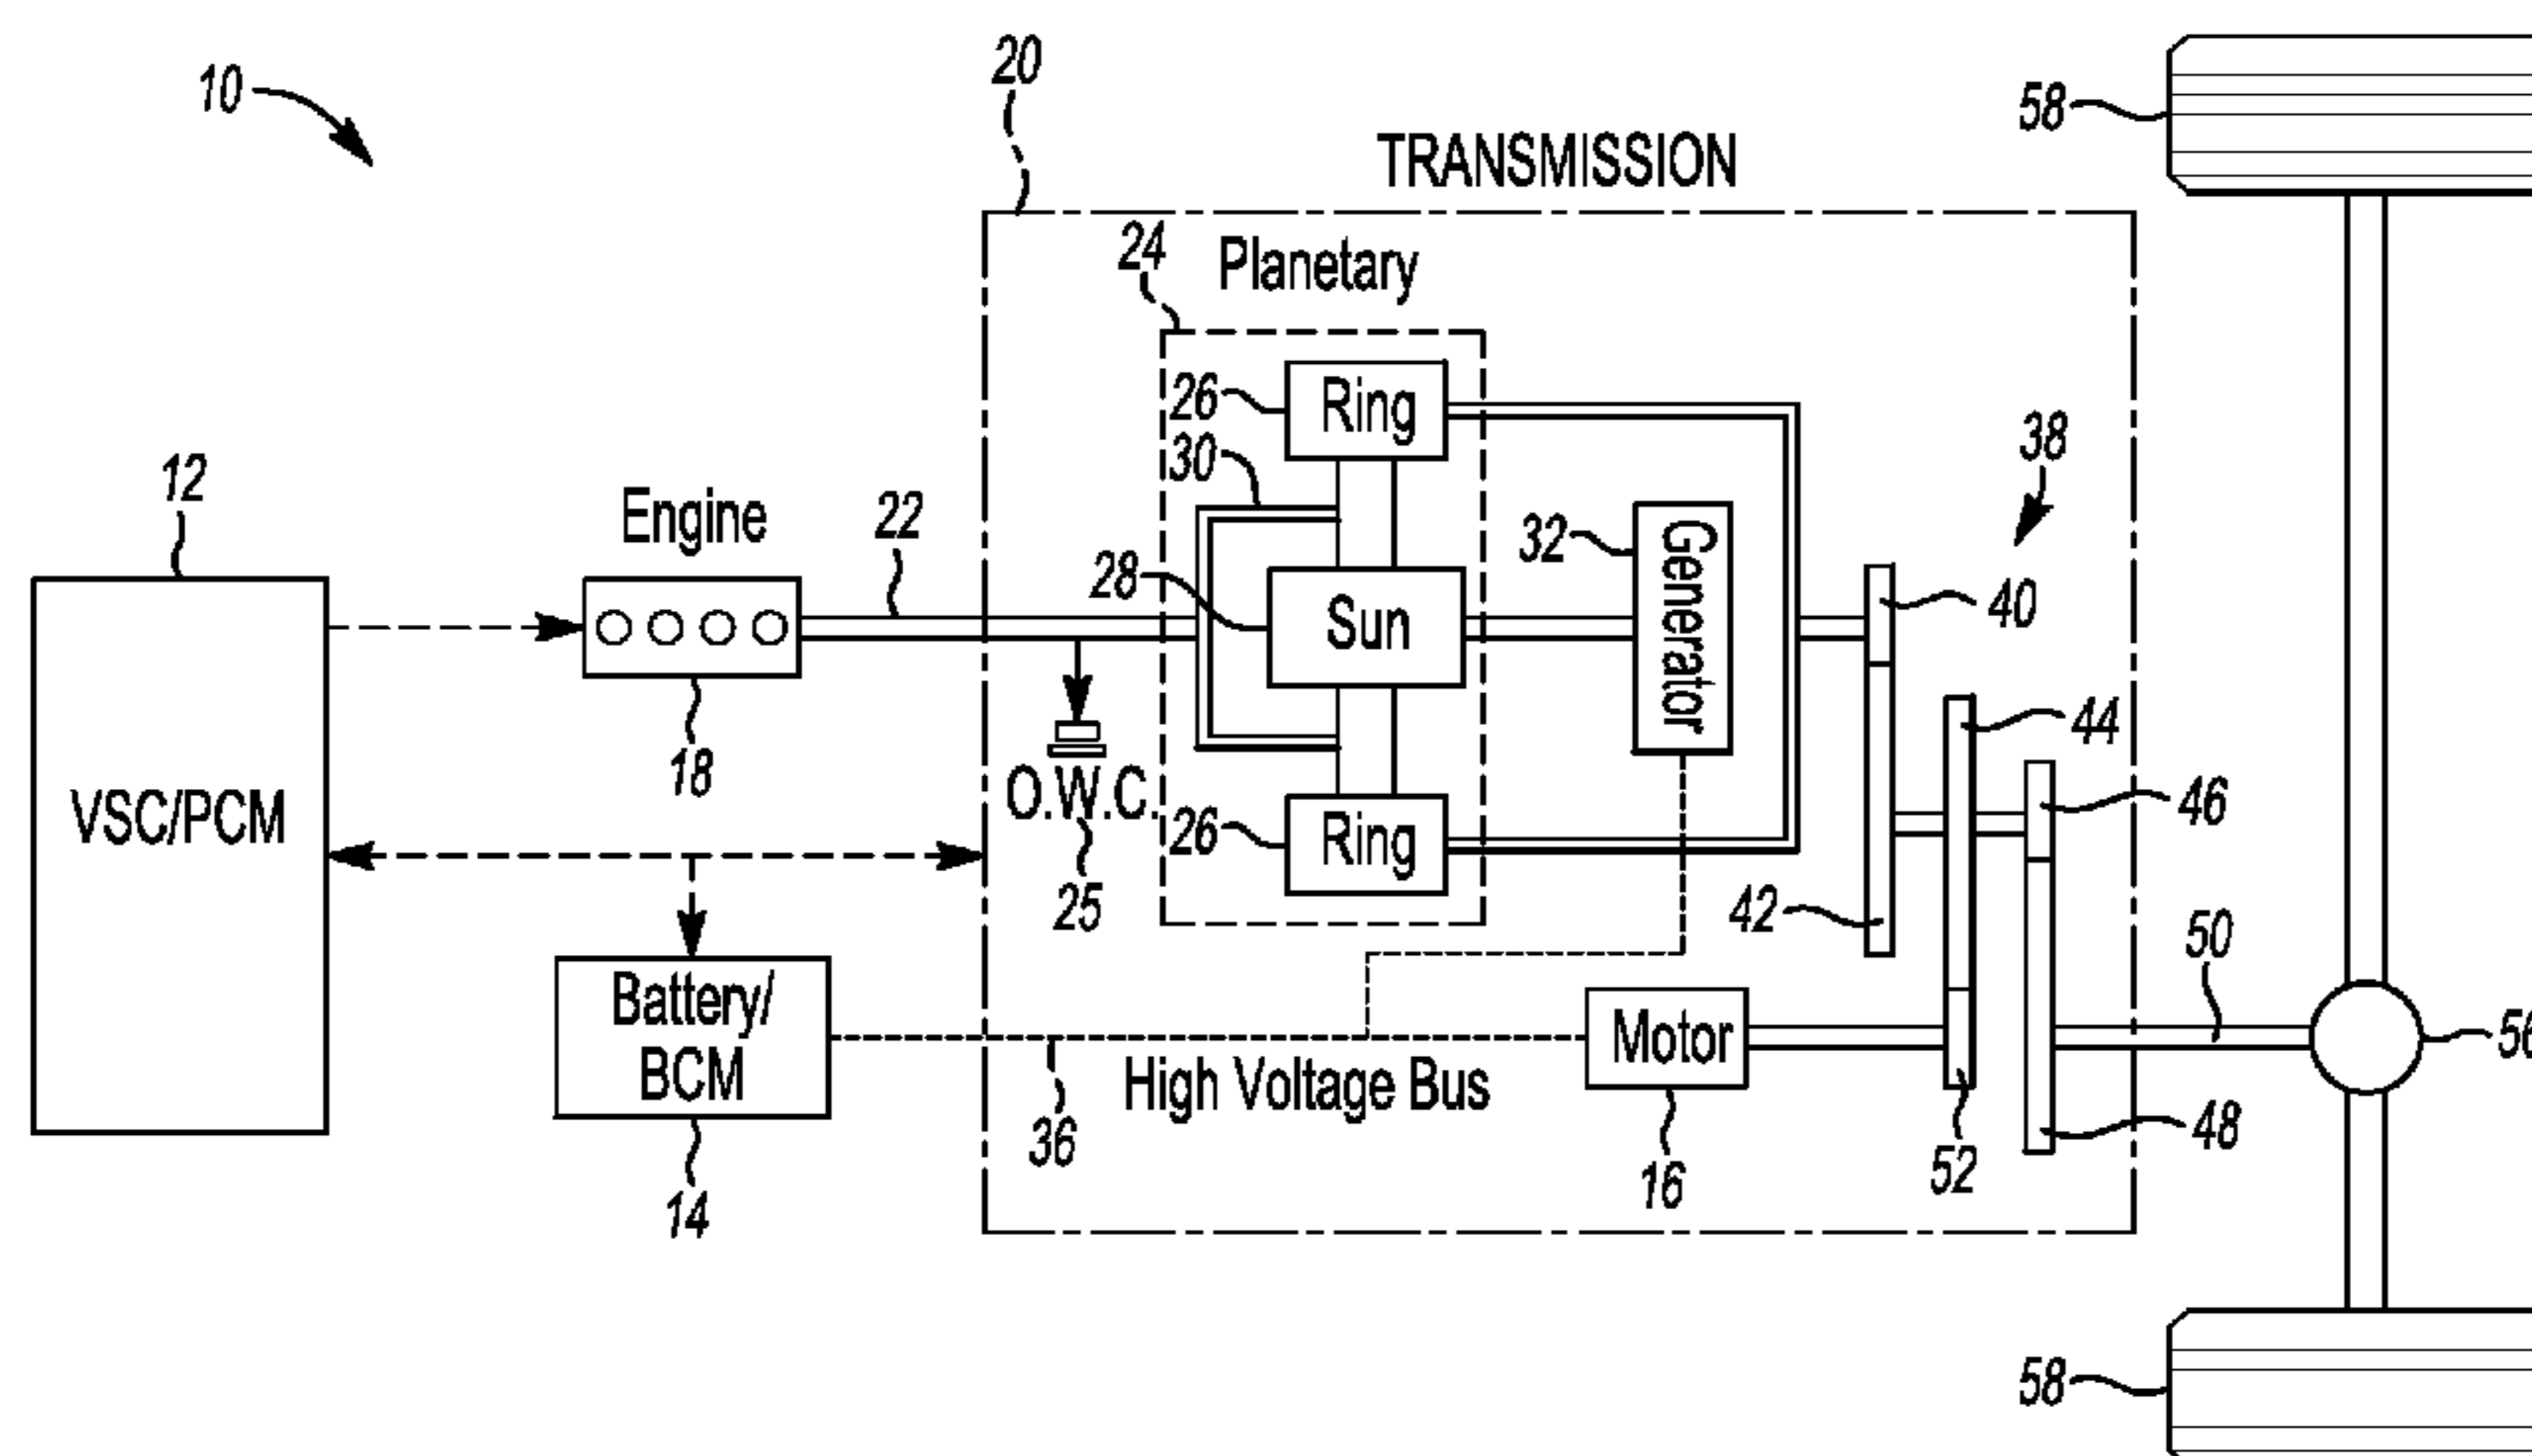 10
20
58
TRANSMISSION
24
Planetary
26
Ring
30
38
12
Engine
22
32
Generator
28
Sun
40
18
44
VSC/PCM
O.W.C.
46
26
Ring
25
42
50
Battery/
BCM
Motor
56
High Voltage Bus
36
48
52
16
14
58